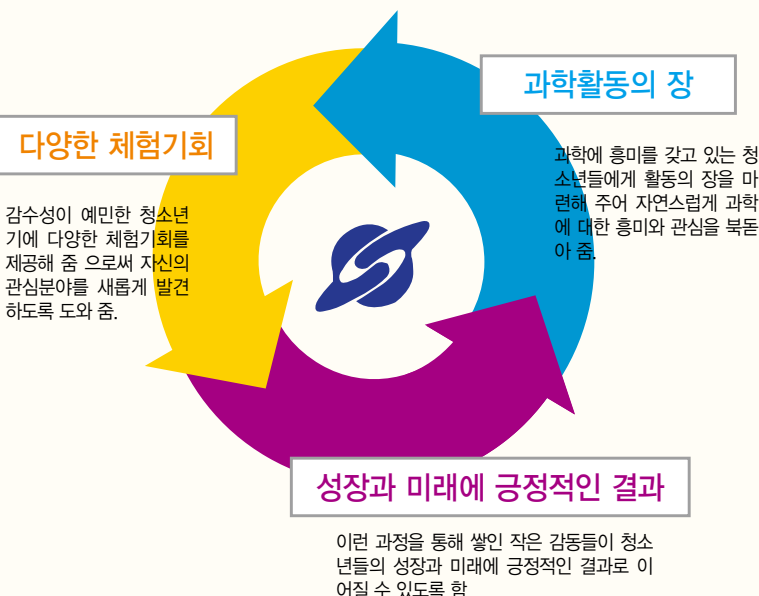 과학활동의 장
과학에 흥미를 갖고 있는 청
소년들에게 활동의 장을 마
련해 주어 자연스럽게 과학
에 대한 흥미와 관심을 북돋
아 줌.
다양한 체험기회
감수성이 예민한 청소년
기에 다양한 체험기회를
제공해 줌 으로써 자신의
관심분야를 새롭게 발견
하도록 도와 줌.
성장과 미래에 긍정적인 결과
이런 과정을 통해 쌓인 작은 감동들이 청소
년들의 성장과 미래에 긍정적인 결과로 이
어질 수 있도록 함